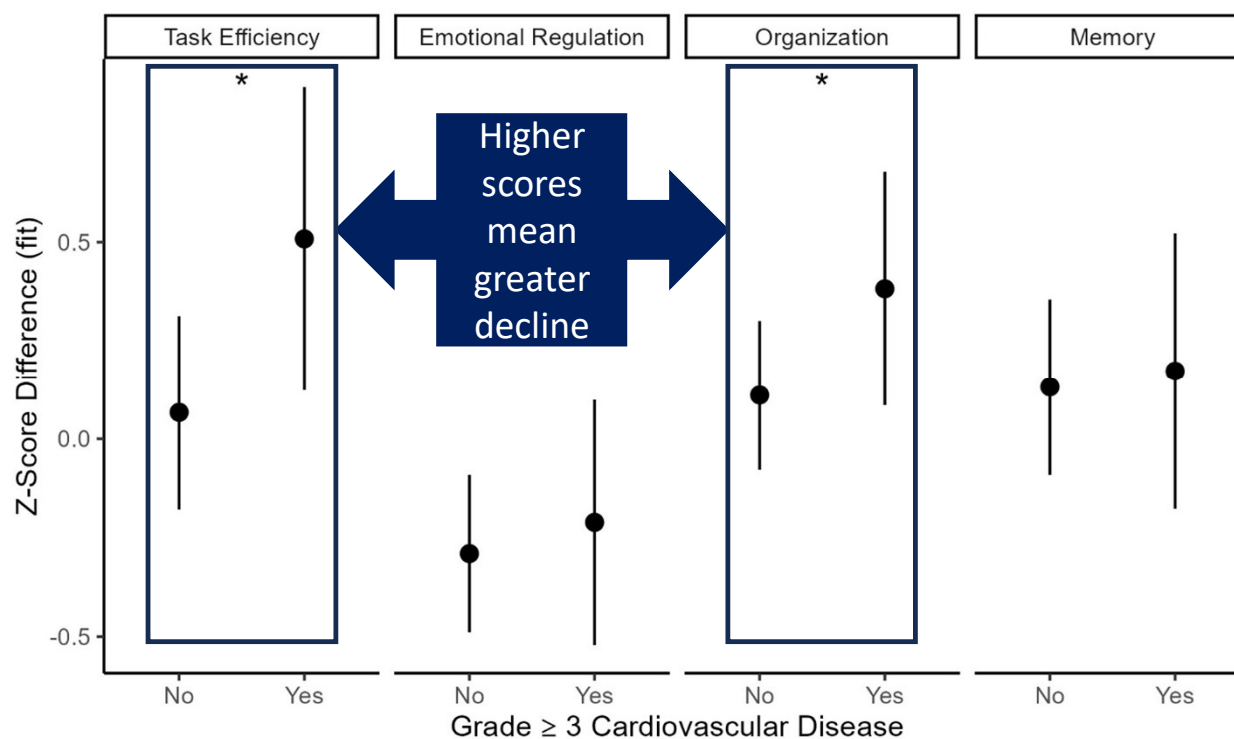 Task Efficiency
Emotional Regulation
Organization
Memory
*
*
Higher
scores
mean
greater
decline
Z-Score Difference (fit)
0.5
0.0
-0.5
No
Yes
No
Yes
No
Yes
No
Yes
Grade ≥ 3 Cardiovascular Disease